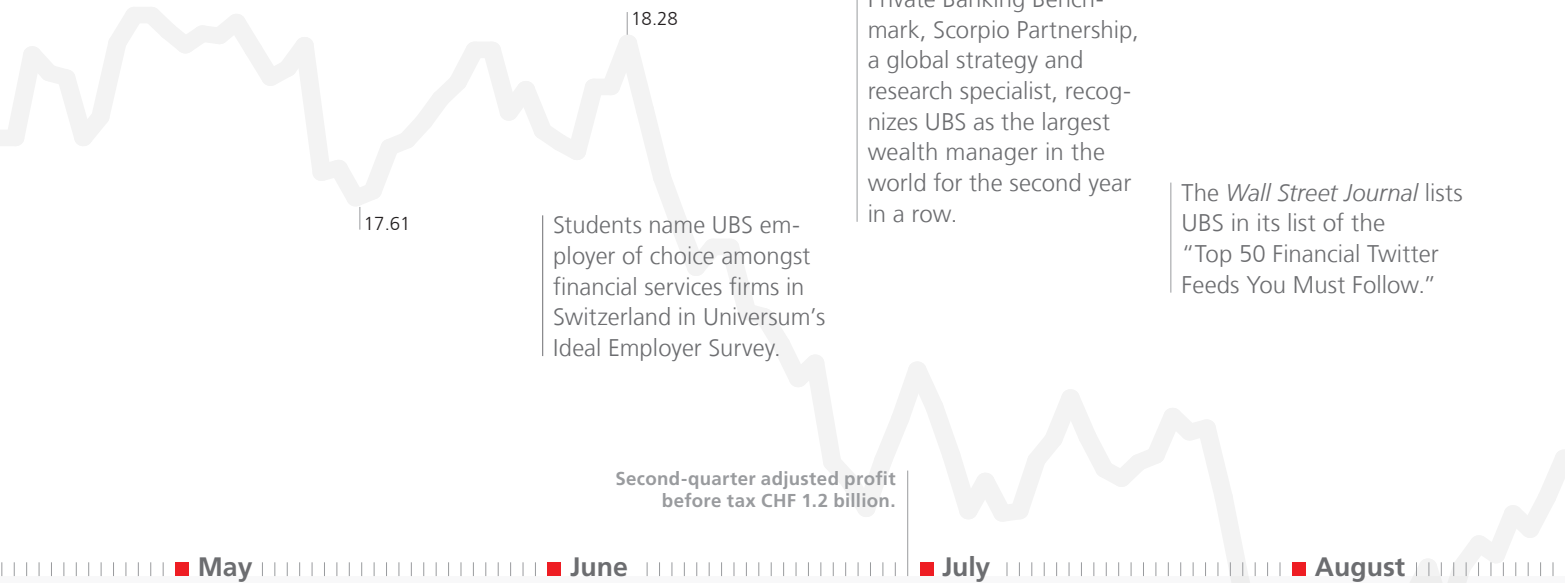 18.28
17.61
Students name UBS em-
ployer of choice amongst
financial services firms in
Switzerland in Universum's
Ideal Employer Survey.
Private Banking Bench-
mark, Scorpio Partnership,
a global strategy and
research specialist, recog-
nizes UBS as the largest
wealth manager in the
world for the second year
in a row.
The Wall Street Journal lists
UBS in its list of the
"Top 50 Financial Twitter
Feeds You Must Follow."
Second-quarter adjusted profit
before tax CHF 1.2 billion.
May
June
July
August